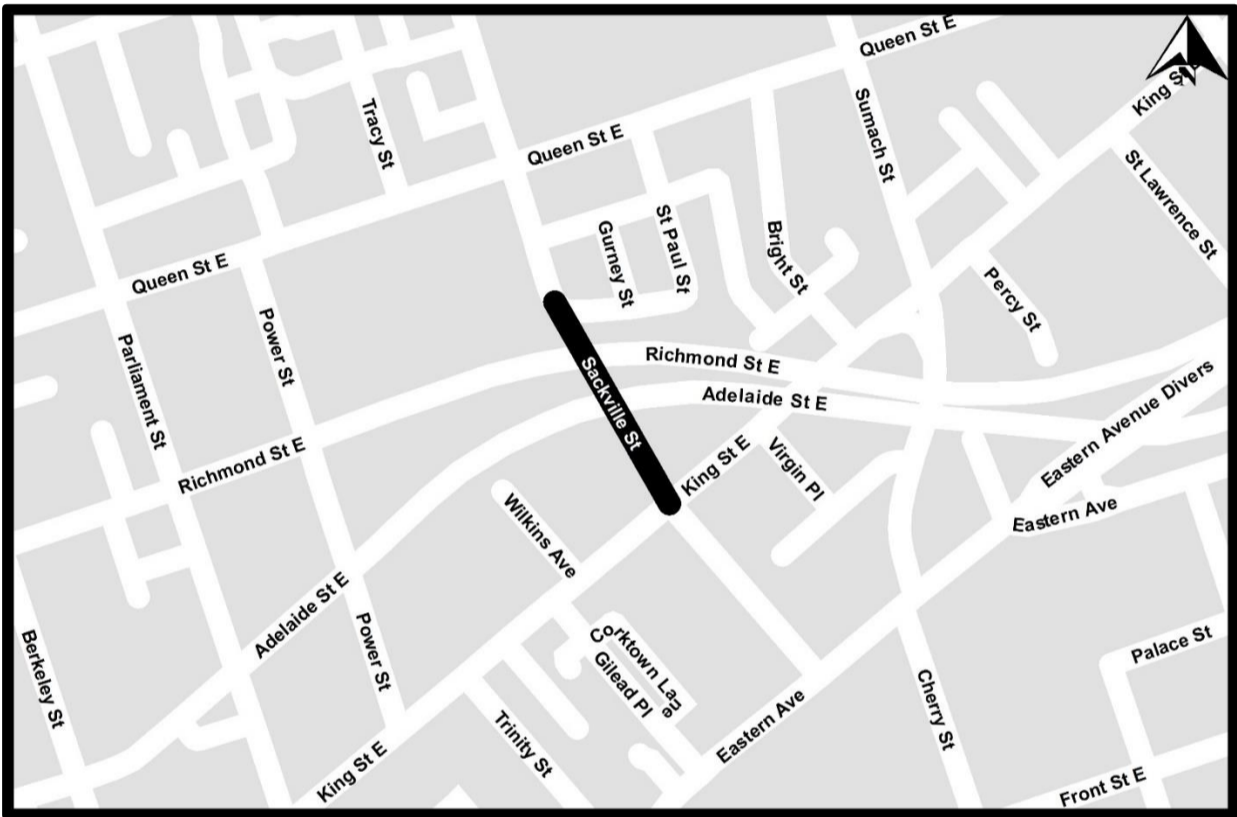 Queen St E
King S
Tracy St
Sumach St
Queen St E
St Lawrence St
St Paul St
Gurney St
Bright St
Queen St E
Percy St
Power St
Parliament St
Richmond St E
Sackville St
Adelaide St E
Eastern Avenue Divers
Richmond St E
King St E
Virgin Pl
Wilkins Ave
Eastern Ave
Adelaide St E
Power St
Corktown Lane
Gilead Pl
Palace St
Berkeley St
Cherry St
Trinity St
Eastern Ave
King St E
Front St E